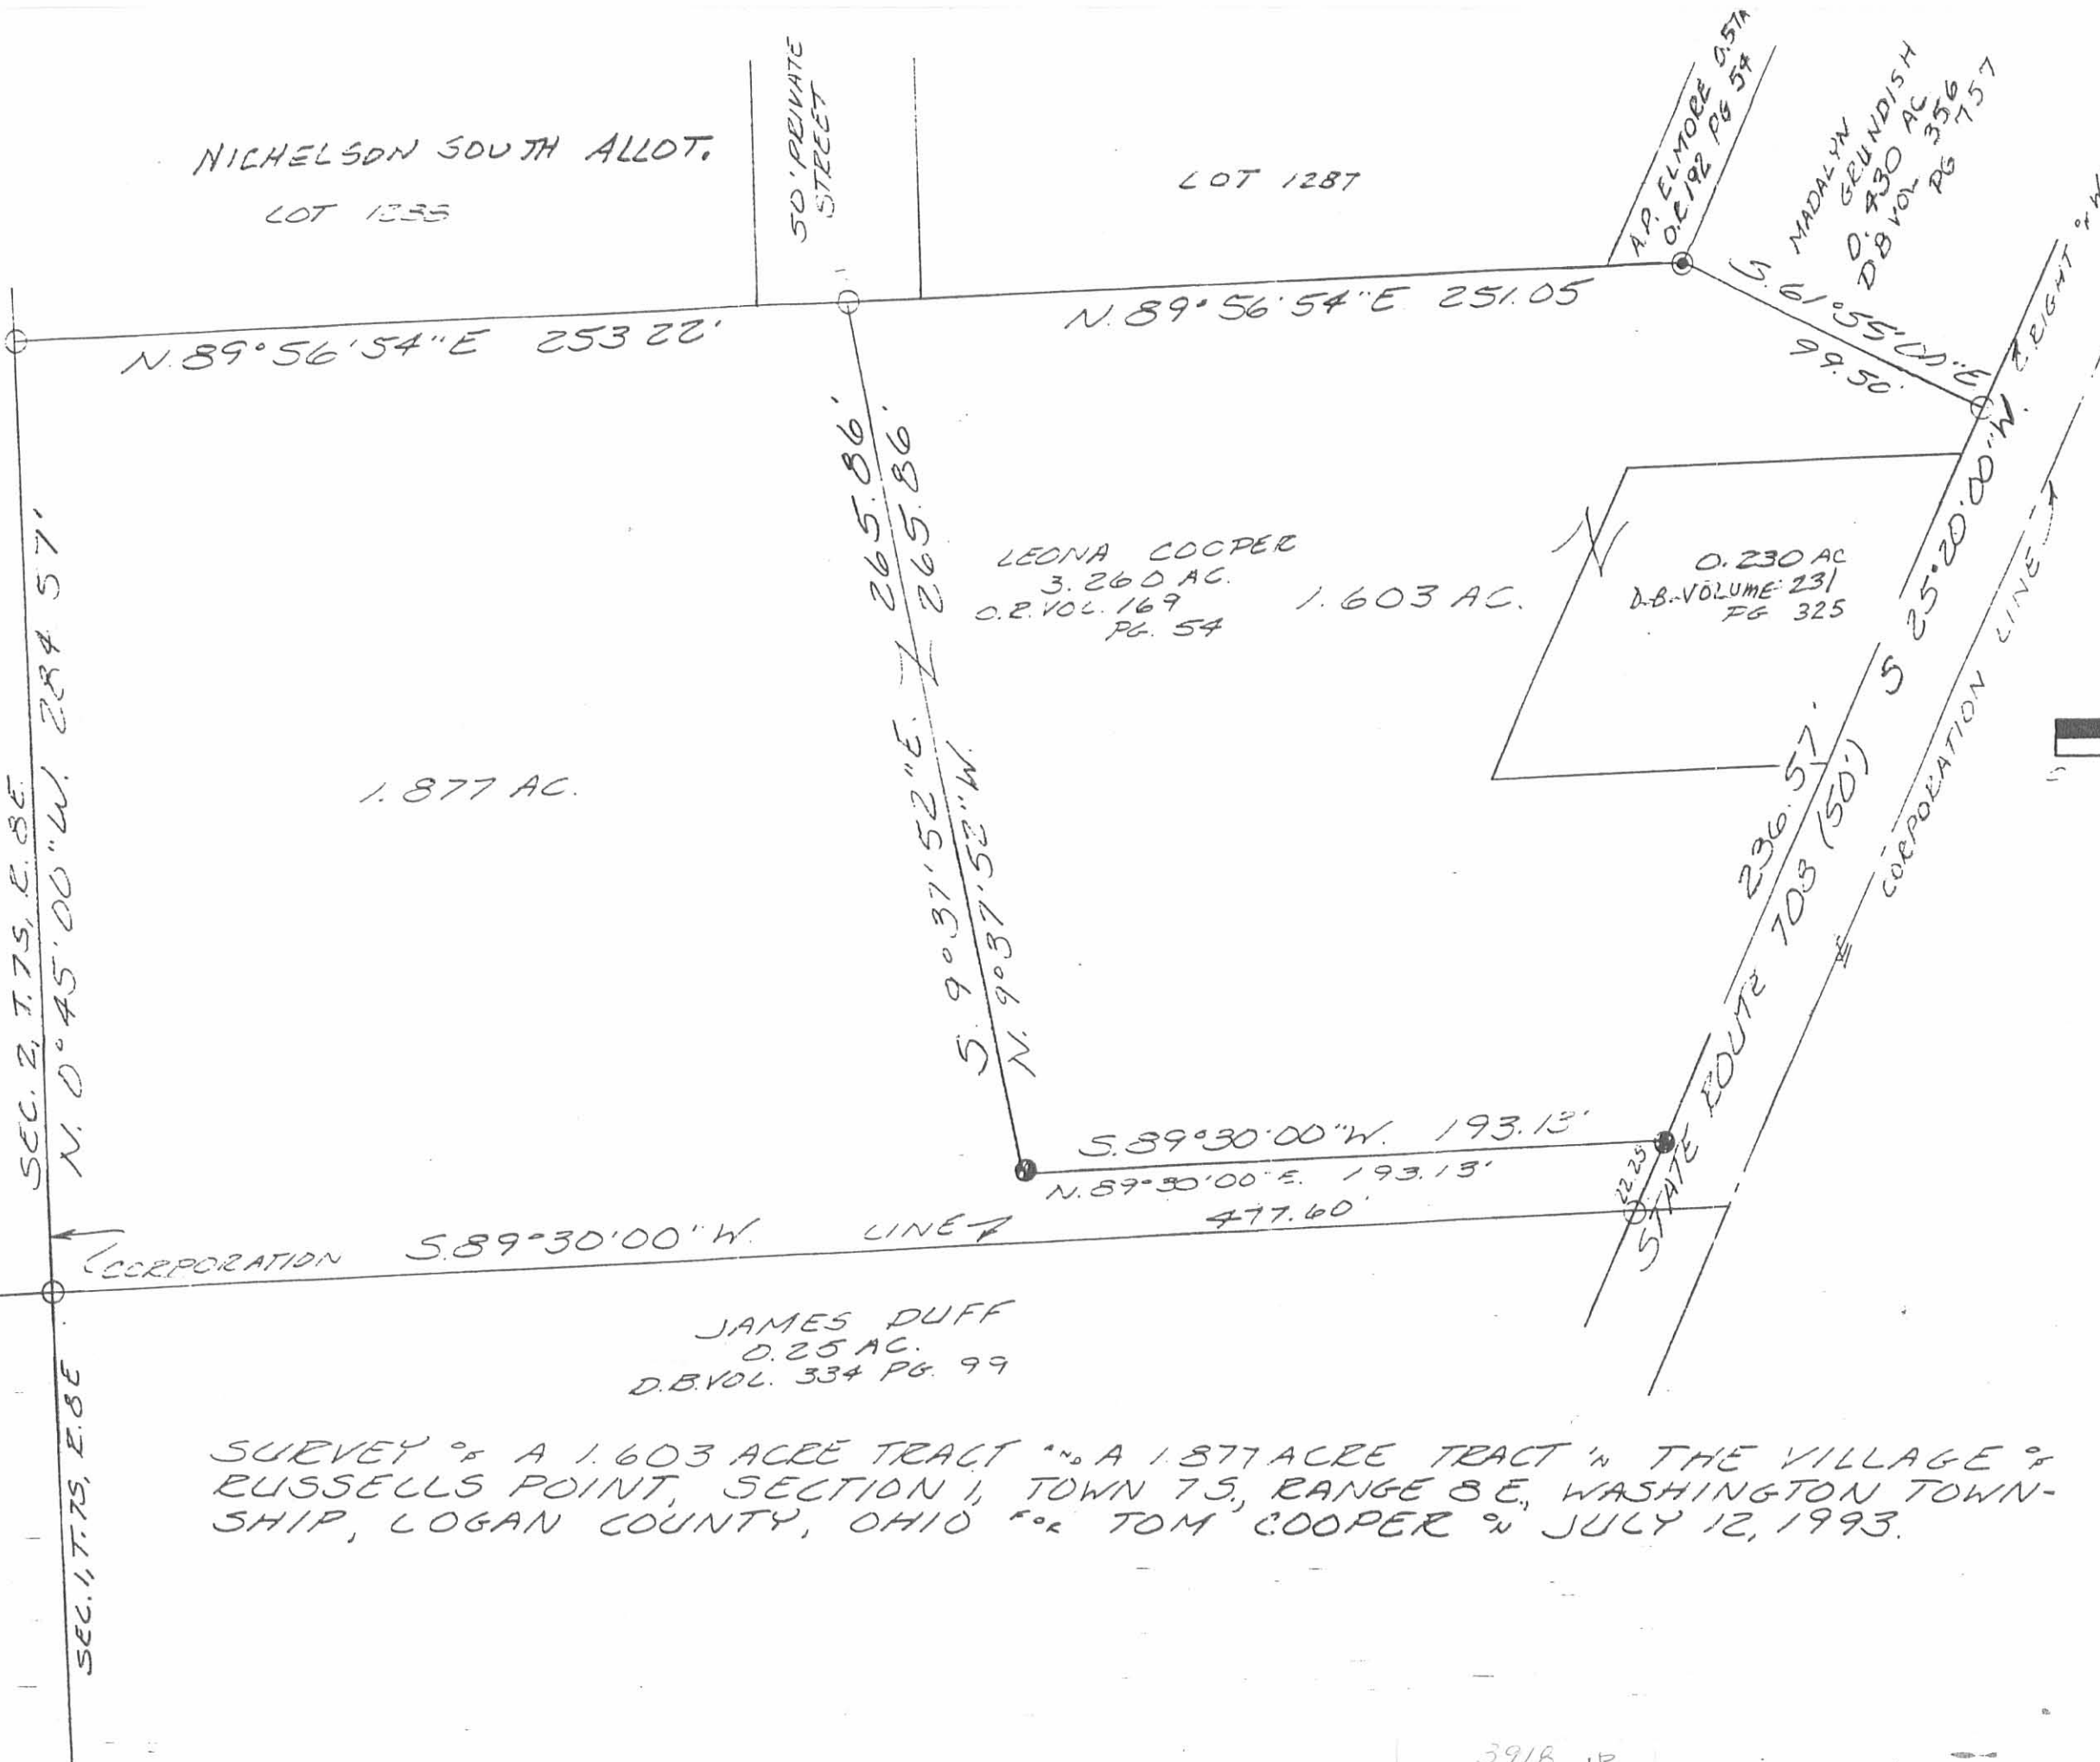 NICHELSON SOUTH ALLOT.
LOT
50' PRIVATE
STREET
LOT 1287
A.P. ELMORE 0.57A
O.R. 192 PG 54
MADALYN
GRUNDISH
0.930 AC
DB VOL 356
PG 757
RIGHT OF W
N. 89° 56' 54" E 253.22'
N. 89° 56' 54" E 251.05
S. 61° 55' 00" E
99.50'
S 25° 20' 00" W.
236.57'
STATE ROUTE 708 (50')
CORPORATION LINE
0.230 AC
D.B. VOLUME 231
PG 325
LEONA COOPER
3.260 AC.
O.R. VOL. 169
PG. 54
1.603 AC.
S. 9° 37' 52" E. 265.86'
N. 9° 37' 52" W. 265.86'
1.877 AC.
SEC. 2, T. 7S, R. 8E.
N. 0° 45' 00" W. 284.57'
S. 89° 30' 00" W. 193.13'
N. 89° 30' 00" E. 193.13'
22.25'
477.60'
CORPORATION S. 89° 30' 00" W. LINE
JAMES DUFF
0.25 AC.
D.B. VOL. 334 PG. 99
SEC. 1, T. 7S, R. 8E
SURVEY OF A 1.603 ACRE TRACT AND A 1.877 ACRE TRACT IN THE VILLAGE OF
RUSSELLS POINT, SECTION 1, TOWN 7S., RANGE 8 E., WASHINGTON TOWN-
SHIP, LOGAN COUNTY, OHIO FOR TOM COOPER ON JULY 12, 1993.